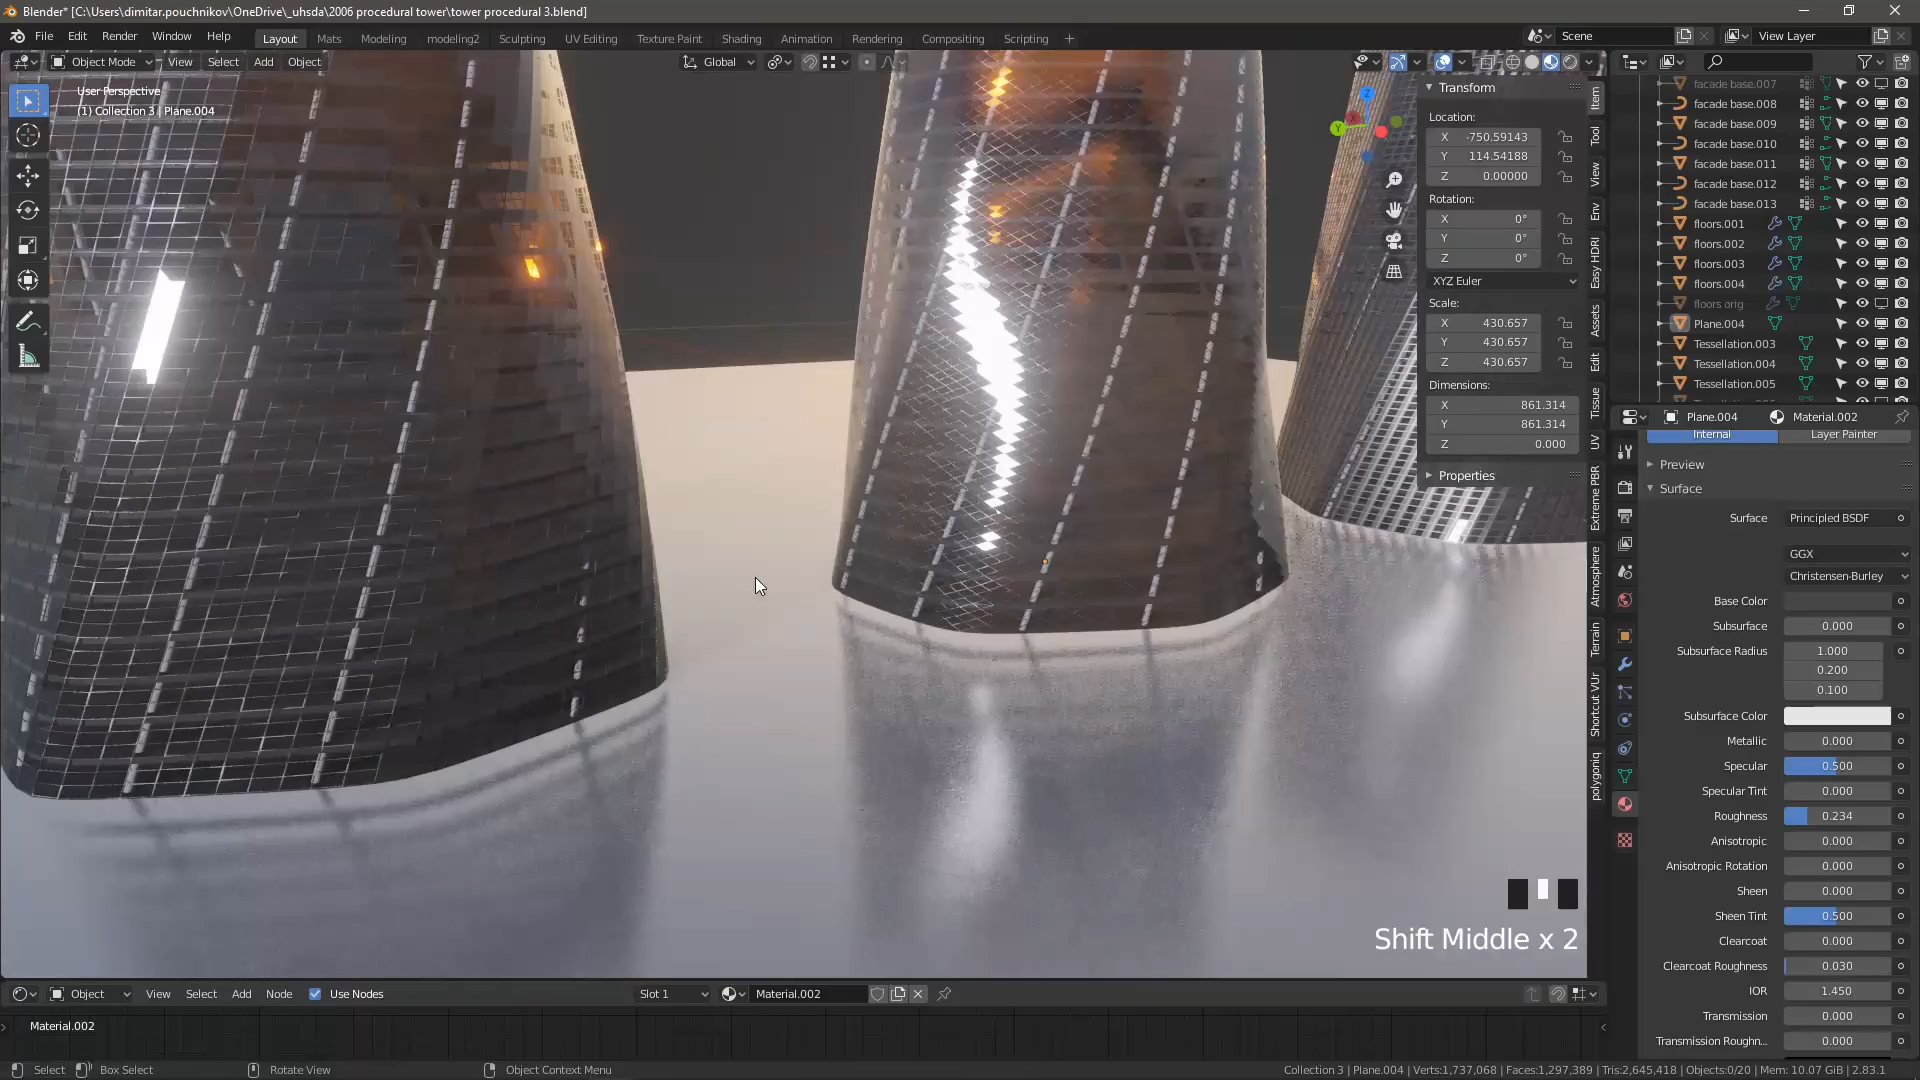 Blender* [C:\Users\dimitar.pouchnikov\OneDrive\_uhsda\2006 procedural tower\tower procedural 3.blend]
File Edit Render Window Help Layout Mats Modeling modeling2 Sculpting UV Editing Texture Paint Shading Animation Rendering Compositing Scripting + Scene View Layer
Object Mode View Select Add Object Global
User Perspective
(1) Collection 3 | Plane.004
Transform
Location:
X -750.59143
Y 114.54188
Z 0.00000
Rotation:
X 0°
Y 0°
Z 0°
XYZ Euler
Scale:
X 430.657
Y 430.657
Z 430.657
Dimensions:
X 861.314
Y 861.314
Z 0.000
Properties
Item
Tool
View
Env
Easy HDRI
Assets
Edit
Tissue
UV
Extreme PBR
Atmosphere
Terrain
Shortcut VUr
polygoniq
Z
Y
X
facade base.007
facade base.008
facade base.009
facade base.010
facade base.011
facade base.012
facade base.013
floors.001
floors.002
floors.003
floors.004
floors orig
Plane.004
Tessellation.003
Tessellation.004
Tessellation.005
Plane.004 Material.002
Internal Layer Painter
Preview
Surface
Surface Principled BSDF
GGX
Christensen-Burley
Base Color
Subsurface 0.000
Subsurface Radius 1.000
0.200
0.100
Subsurface Color
Metallic 0.000
Specular 0.500
Specular Tint 0.000
Roughness 0.234
Anisotropic 0.000
Anisotropic Rotation 0.000
Sheen 0.000
Sheen Tint 0.500
Clearcoat 0.000
Clearcoat Roughness 0.030
IOR 1.450
Transmission 0.000
Transmission Roughn... 0.000
Shift Middle x 2
Object View Select Add Node Use Nodes Slot 1 Material.002
Material.002
Select Box Select Rotate View Object Context Menu Collection 3 | Plane.004 | Verts:1,737,068 | Faces:1,297,389 | Tris:2,645,418 | Objects:0/20 | Mem: 10.07 GiB | 2.83.1